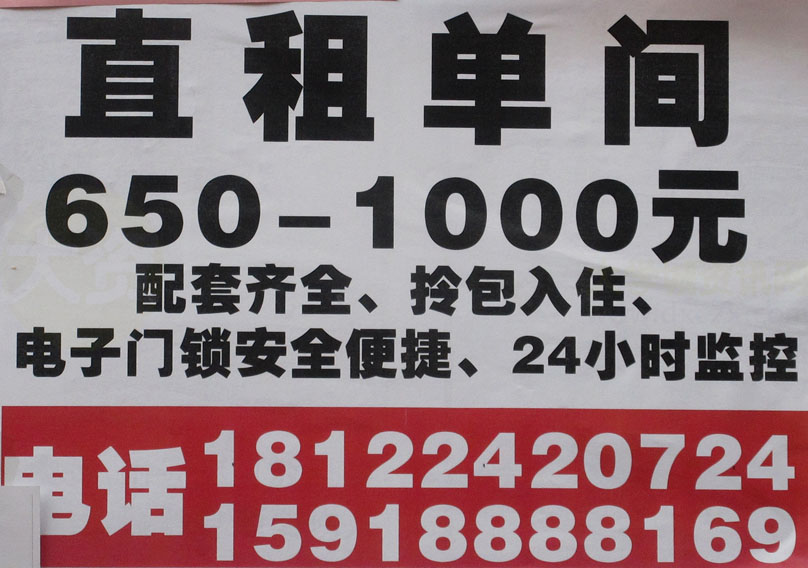 直租单间
650-1000元
配套齐全、拎包入住、
电子门锁安全便捷、24小时监控
电话
18122420724
15918888169